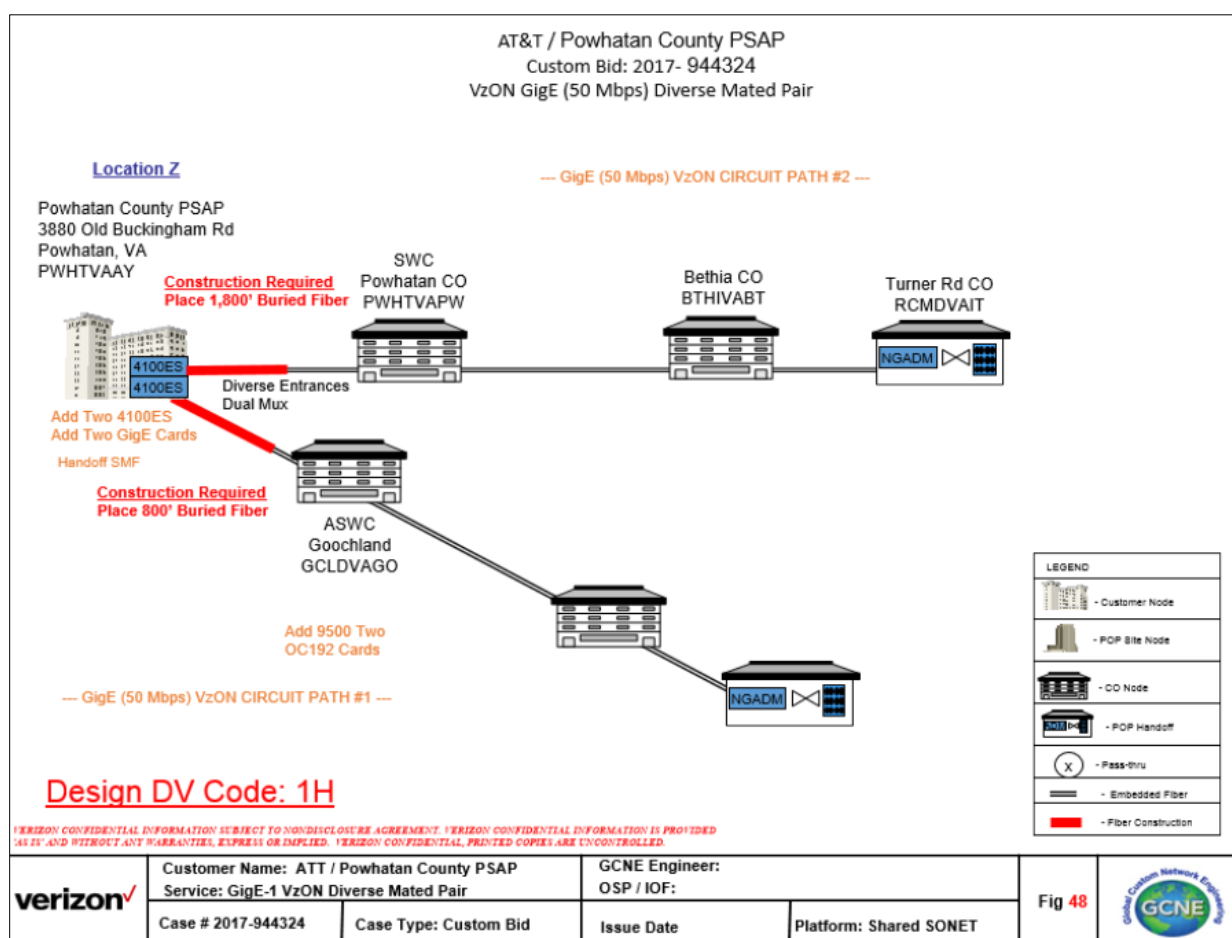 AT&T / Powhatan County PSAP
Custom Bid: 2017- 944324
VzON GigE (50 Mbps) Diverse Mated Pair
Location Z
--- GigE (50 Mbps) VzON CIRCUIT PATH #2 ---
Powhatan County PSAP
3880 Old Buckingham Rd
Powhatan, VA
PWHTVAAY
Construction Required
Place 1,800' Buried Fiber
SWC
Powhatan CO
PWHTVAPW
Bethia CO
BTHIVABT
Turner Rd CO
RCMDVAIT
NGADM
4100ES
4100ES
Diverse Entrances
Dual Mux
Add Two 4100ES
Add Two GigE Cards
Handoff SMF
Construction Required
Place 800' Buried Fiber
ASWC
Goochland
GCLDVAGO
Add 9500 Two
OC192 Cards
--- GigE (50 Mbps) VzON CIRCUIT PATH #1 ---
NGADM
LEGEND
- Customer Node
- POP Site Node
- CO Node
- POP Handoff
X
- Pass-thru
- Embedded Fiber
- Fiber Construction
Design DV Code: 1H
VERIZON CONFIDENTIAL INFORMATION SUBJECT TO NONDISCLOSURE AGREEMENT. VERIZON CONFIDENTIAL INFORMATION IS PROVIDED
'AS IS' AND WITHOUT ANY WARRANTIES, EXPRESS OR IMPLIED. VERIZON CONFIDENTIAL, PRINTED COPIES ARE UNCONTROLLED.
verizon
Customer Name: ATT / Powhatan County PSAP
Service: GigE-1 VzON Diverse Mated Pair
GCNE Engineer:
OSP / IOF:
Case # 2017-944324
Case Type: Custom Bid
Issue Date
Platform: Shared SONET
Fig 48
Global Custom Network Engineering
GCNE